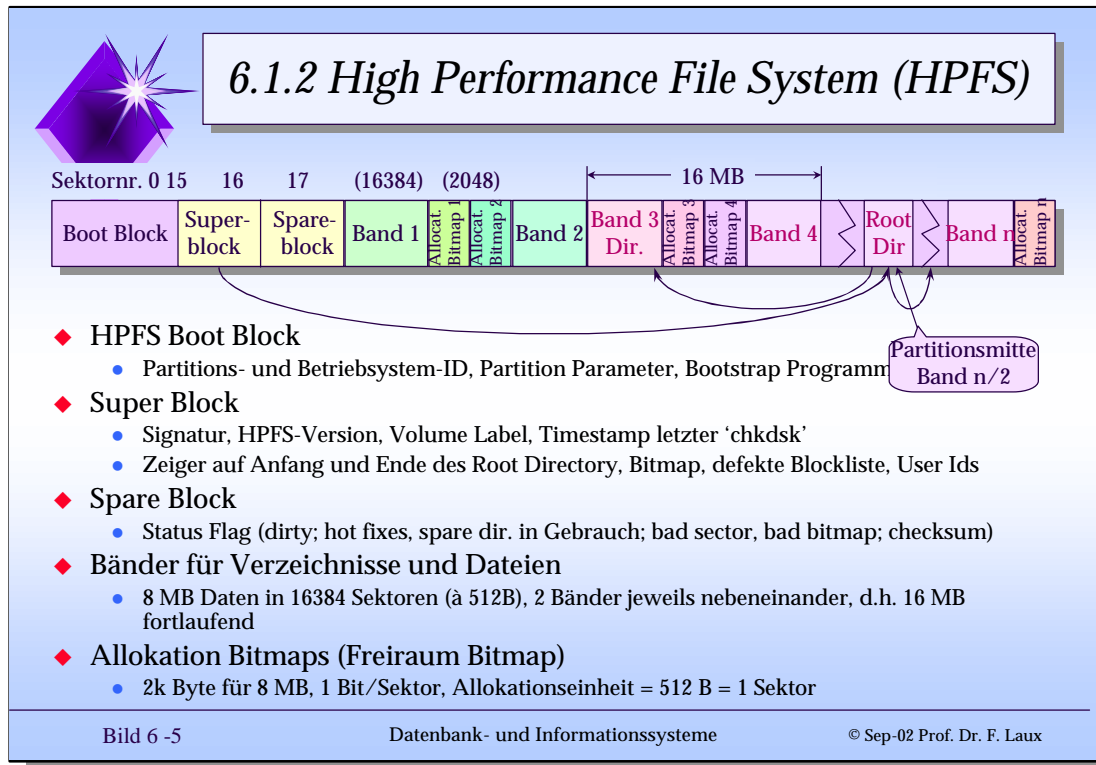 6.1.2 High Performance File System (HPFS)
Sektornr. 0 15 16 17 (16384) (2048) 16 MB
Boot Block
Super-
block
Spare-
block
Band 1
Allocat.
Bitmap 1
Allocat.
Bitmap 2
Band 2
Band 3
Dir.
Allocat.
Bitmap 3
Allocat.
Bitmap 4
Band 4
Root
Dir
Band n
Allocat.
Bitmap n
Partitionsmitte
Band n/2
HPFS Boot Block
Partitions- und Betriebsystem-ID, Partition Parameter, Bootstrap Programm
Super Block
Signatur, HPFS-Version, Volume Label, Timestamp letzter ‘chkdsk’
Zeiger auf Anfang und Ende des Root Directory, Bitmap, defekte Blockliste, User Ids
Spare Block
Status Flag (dirty; hot fixes, spare dir. in Gebrauch; bad sector, bad bitmap; checksum)
Bänder für Verzeichnisse und Dateien
8 MB Daten in 16384 Sektoren (à 512B), 2 Bänder jeweils nebeneinander, d.h. 16 MB
fortlaufend
Allokation Bitmaps (Freiraum Bitmap)
2k Byte für 8 MB, 1 Bit/Sektor, Allokationseinheit = 512 B = 1 Sektor
Bild 6 -5 Datenbank- und Informationssysteme © Sep-02 Prof. Dr. F. Laux